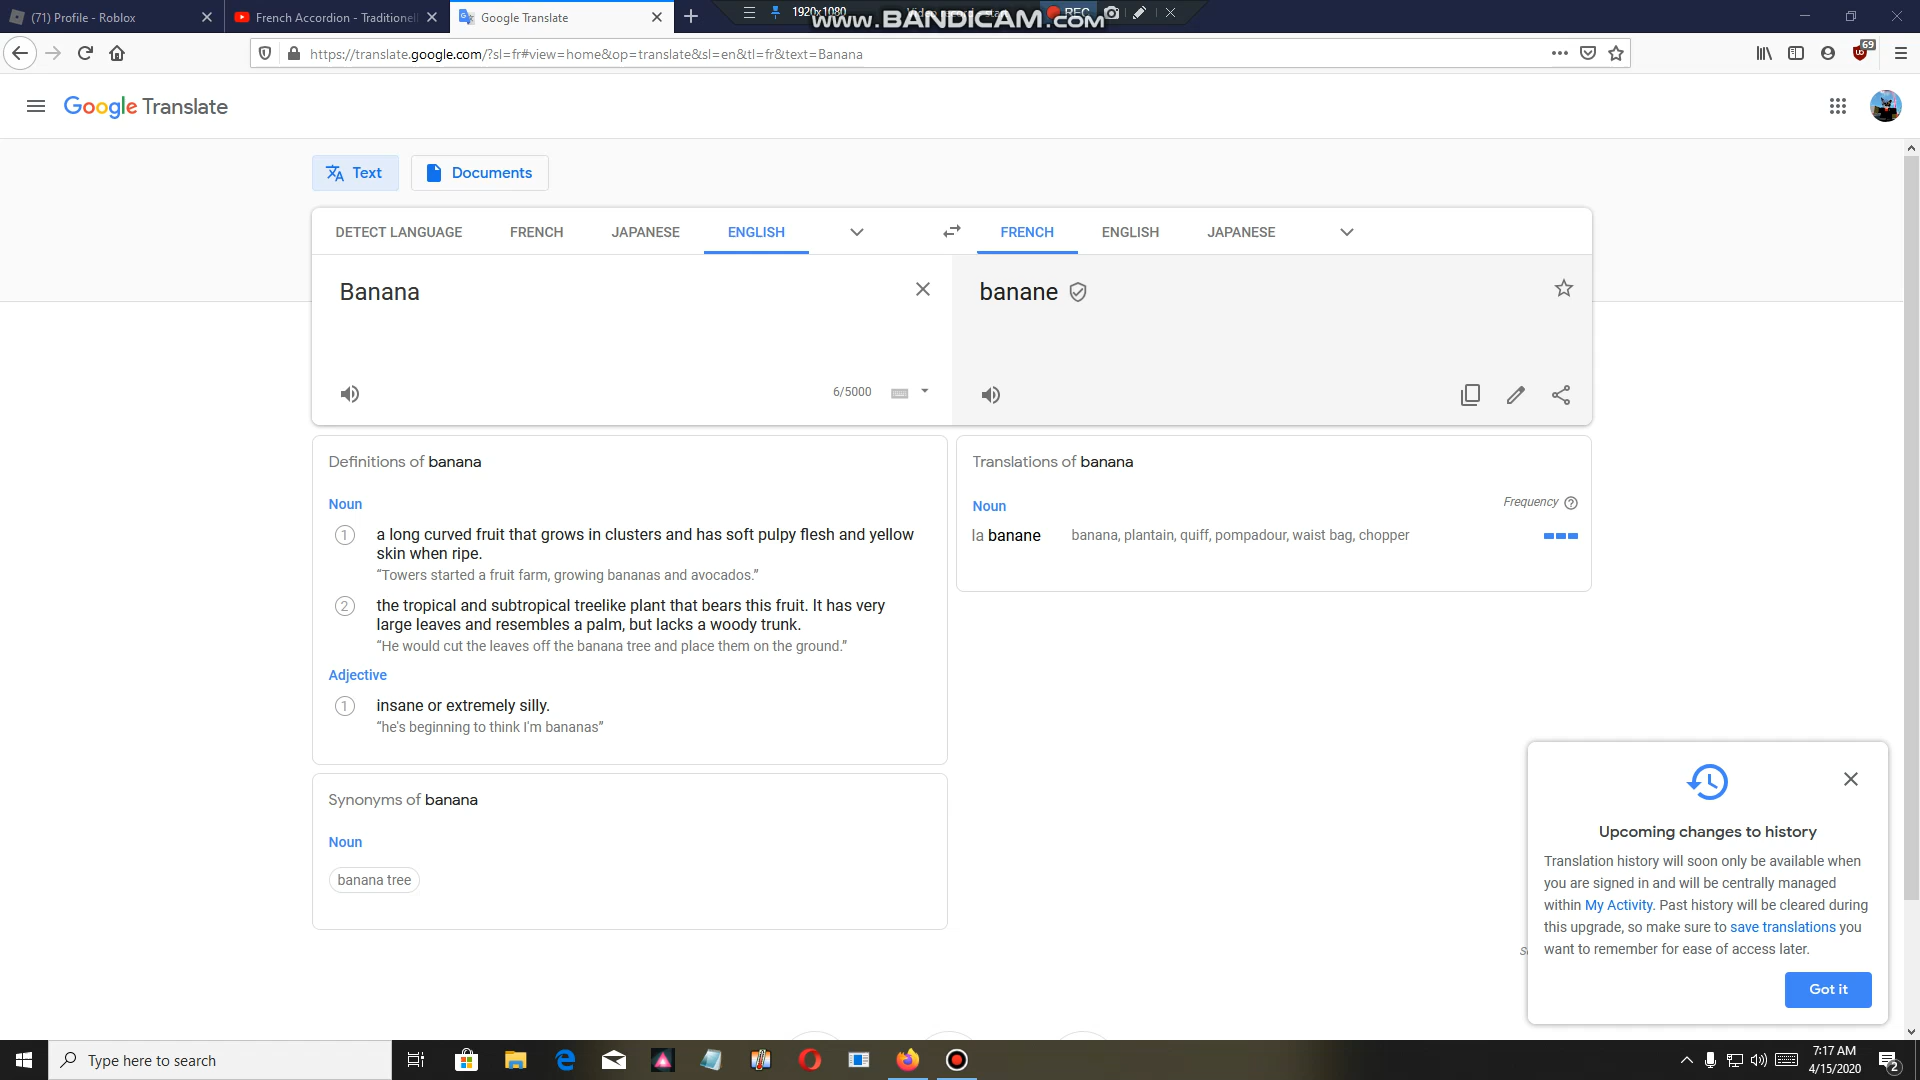 (71) Profile - Roblox
French Accordion - Traditionell
Google Translate
1920x1080
REC
www.BANDICAM.com
https://translate.google.com/?sl=fr#view=home&op=translate&sl=en&tl=fr&text=Banana
69
Google Translate
Text
Documents
DETECT LANGUAGE FRENCH JAPANESE ENGLISH
FRENCH ENGLISH JAPANESE
Banana
banane
6/5000
Definitions of banana
Noun
1 a long curved fruit that grows in clusters and has soft pulpy flesh and yellow
skin when ripe.
“Towers started a fruit farm, growing bananas and avocados.”
2 the tropical and subtropical treelike plant that bears this fruit. It has very
large leaves and resembles a palm, but lacks a woody trunk.
“He would cut the leaves off the banana tree and place them on the ground.”
Adjective
1 insane or extremely silly.
“he's beginning to think I'm bananas”
Synonyms of banana
Noun
banana tree
Translations of banana
Noun
Frequency
la banane banana, plantain, quiff, pompadour, waist bag, chopper
Upcoming changes to history
Translation history will soon only be available when
you are signed in and will be centrally managed
within My Activity. Past history will be cleared during
this upgrade, so make sure to save translations you
want to remember for ease of access later.
Got it
Type here to search
7:17 AM
4/15/2020
2